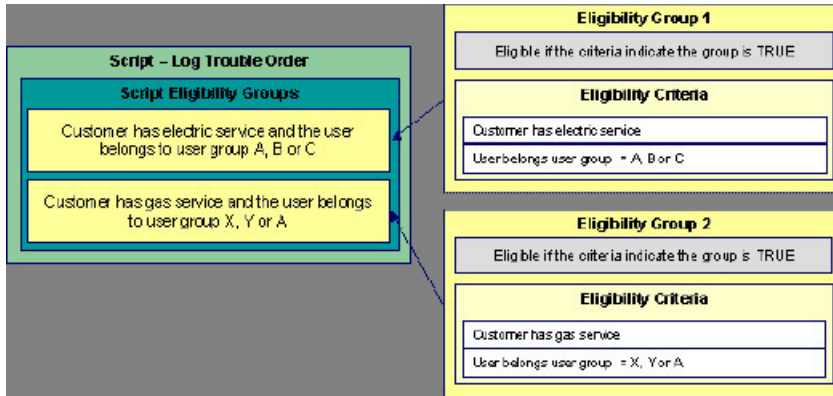 Script – Log Trouble Order
Script Eligibility Groups
Customer has electric service and the user
belongs to user group A, B or C
Customer has gas service and the user belongs
to user group X, Y or A
Eligibility Group 1
Eligible if the criteria indicate the group is TRUE
Eligibility Criteria
Customer has electric service
User belongs user group = A, B or C
Eligibility Group 2
Eligible if the criteria indicate the group is TRUE
Eligibility Criteria
Customer has gas service
User belongs user group = X, Y or A